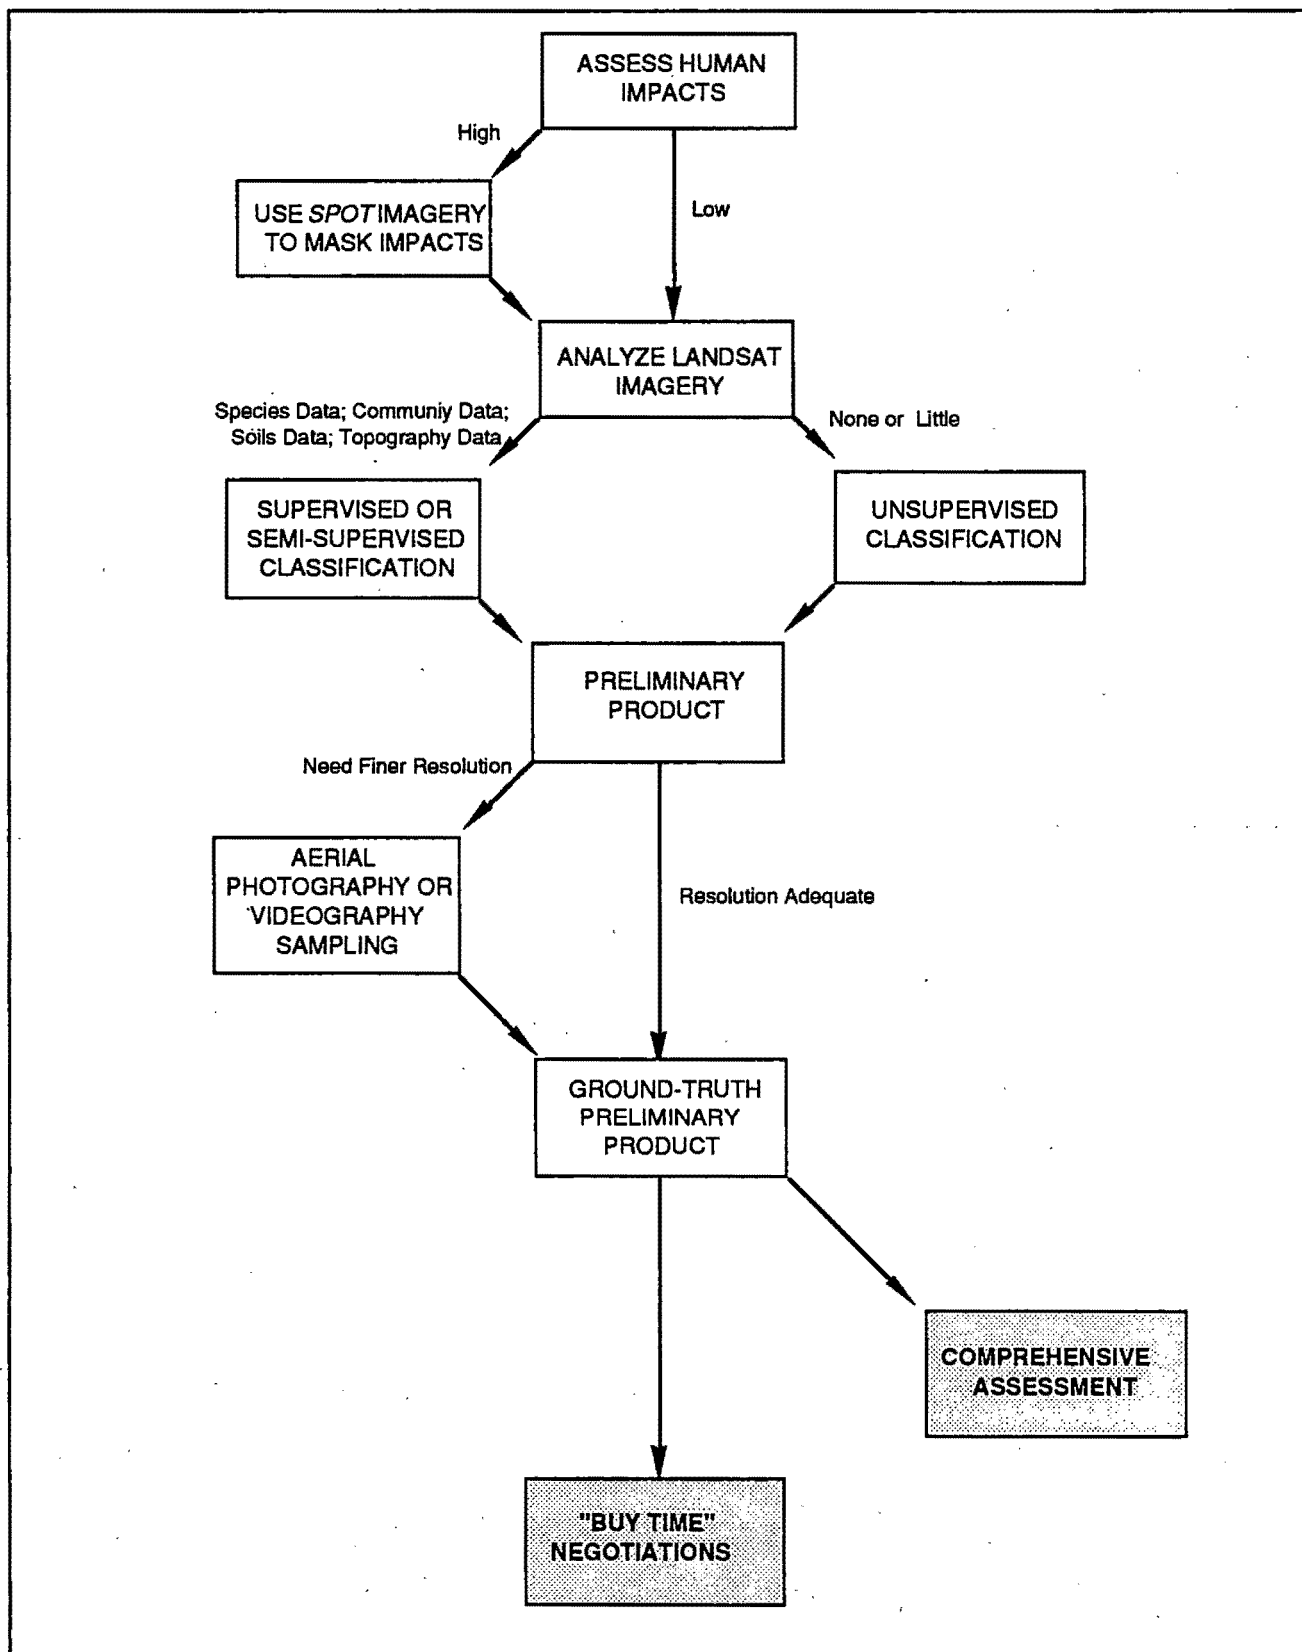 ASSESS HUMAN
IMPACTS
High
Low
USE SPOT IMAGERY
TO MASK IMPACTS
ANALYZE LANDSAT
IMAGERY
Species Data; Communiy Data;
Soils Data; Topography Data
None or Little
SUPERVISED OR
SEMI-SUPERVISED
CLASSIFICATION
UNSUPERVISED
CLASSIFICATION
PRELIMINARY
PRODUCT
Need Finer Resolution
Resolution Adequate
AERIAL
PHOTOGRAPHY OR
VIDEOGRAPHY
SAMPLING
GROUND-TRUTH
PRELIMINARY
PRODUCT
COMPREHENSIVE
ASSESSMENT
"BUY TIME"
NEGOTIATIONS